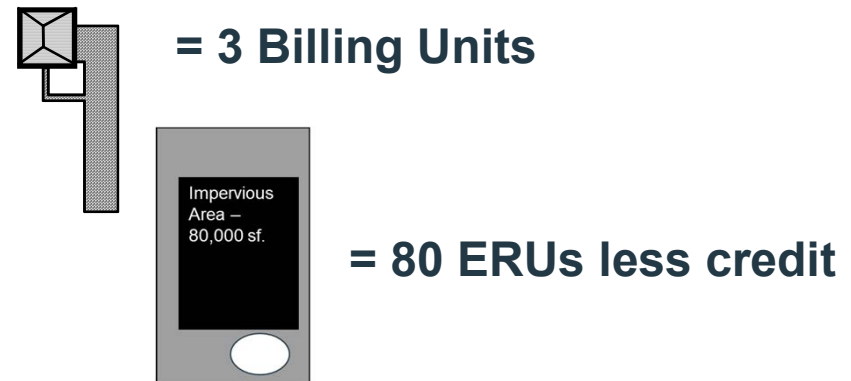 = 3 Billing Units
Impervious
Area –
80,000 sf.
= 80 ERUs less credit